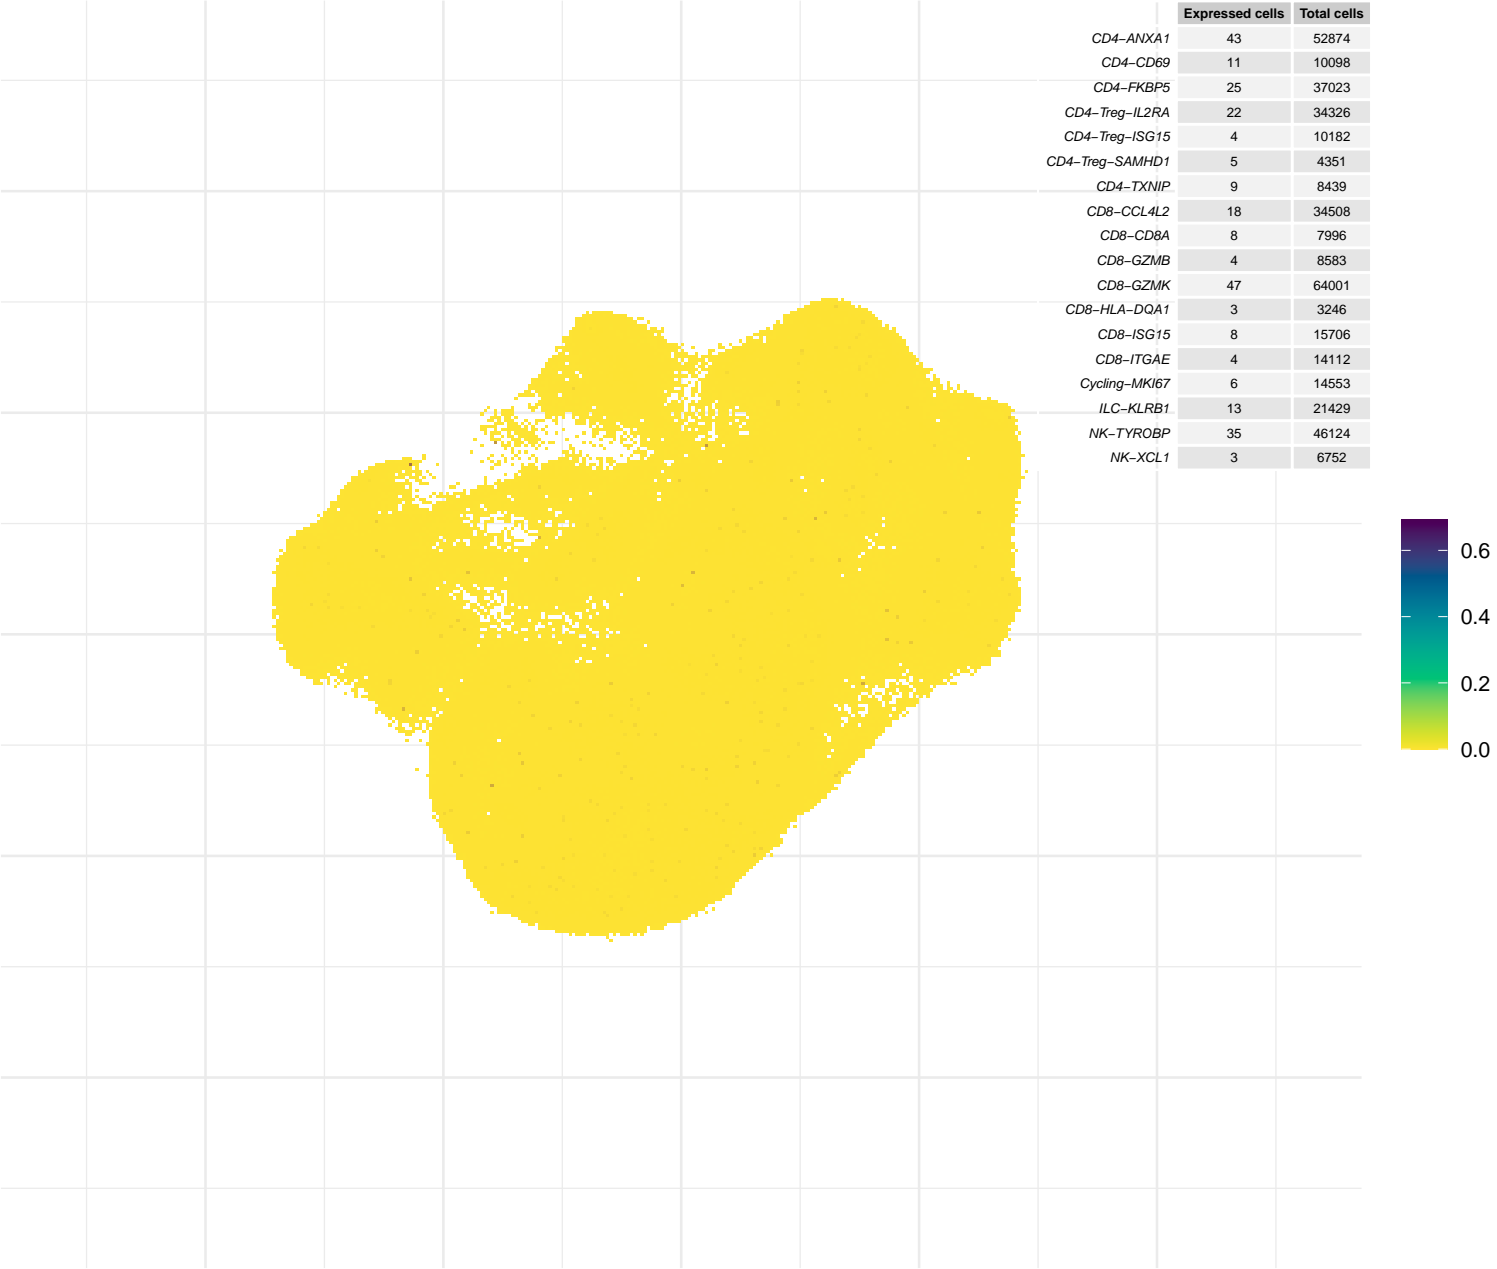 Expressed cells Total cells
CD4−ANXA1 43 52874
CD4−CD69 11 10098
CD4−FKBP5 25 37023
CD4−Treg−IL2RA 22 34326
CD4−Treg−ISG15 4 10182
CD4−Treg−SAMHD1 5 4351
CD4−TXNIP 9 8439
CD8−CCL4L2 18 34508
CD8−CD8A 8 7996
CD8−GZMB 4 8583
CD8−GZMK 47 64001
CD8−HLA−DQA1 3 3246
CD8−ISG15 8 15706
CD8−ITGAE 4 14112
Cycling−MKI67 6 14553
ILC−KLRB1 13 21429
NK−TYROBP 35 46124
NK−XCL1 3 6752
0.6
0.4
0.2
0.0